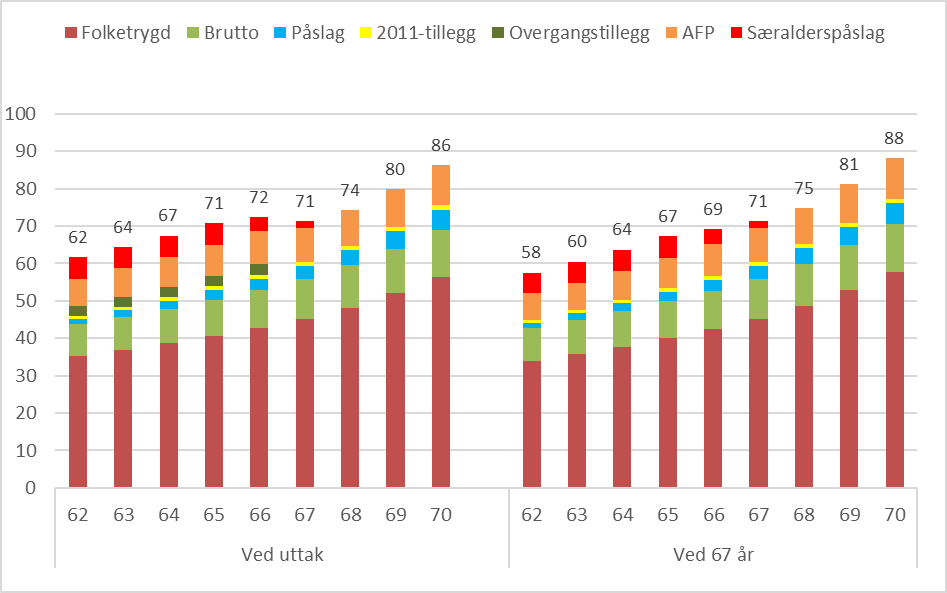 Folketrygd Brutto Påslag 2011-tillegg Overgangstillegg AFP Særalderspåslag
100
90
80
70
60
50
40
30
20
10
0
62 64 67 71 72 71 74 80 86
58 60 64 67 69 71 75 81 88
62 63 64 65 66 67 68 69 70
62 63 64 65 66 67 68 69 70
Ved uttak
Ved 67 år